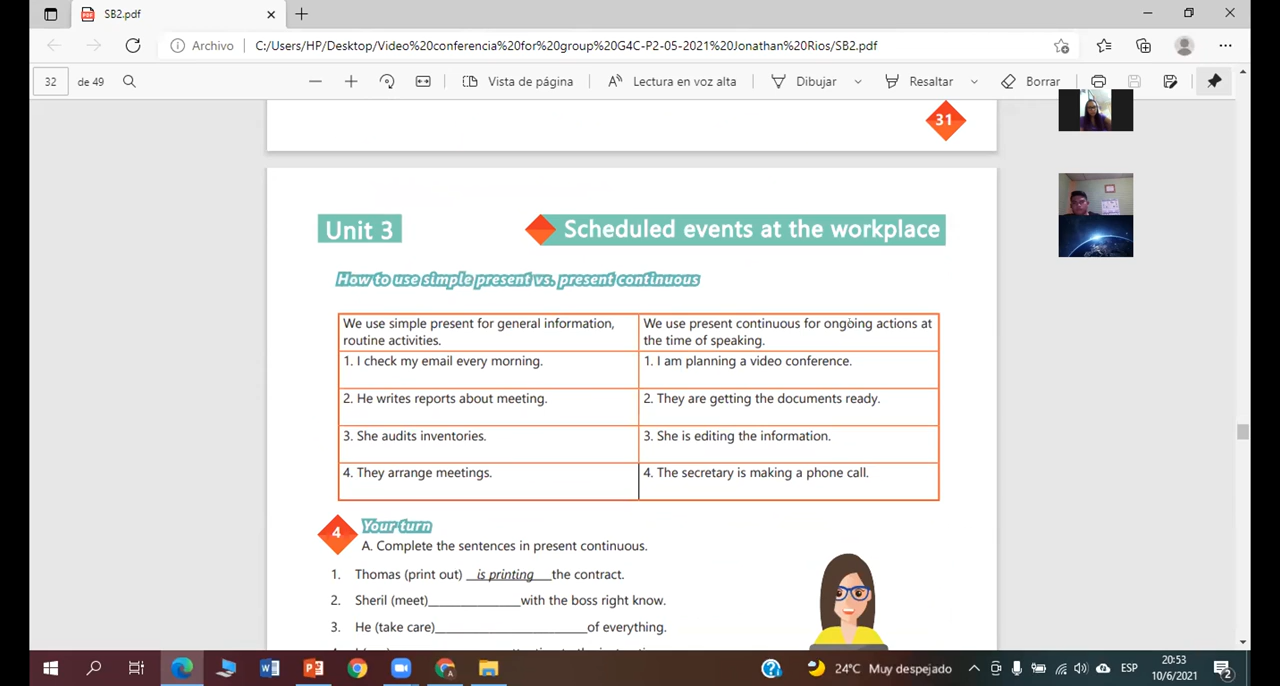 SB2.pdf
Archivo
C:/Users/HP/Desktop/Video%20conferencia%20for%20group%20G4C-P2-05-2021%20Jonathan%20Rios/SB2.pdf
32 de 49
Vista de página
Lectura en voz alta
Dibujar
Resaltar
Borrar
31
Unit 3
Scheduled events at the workplace
How to use simple present vs. present continuous
We use simple present for general information,
routine activities.
We use present continuous for ongoing actions at
the time of speaking.
1. I check my email every morning.
1. I am planning a video conference.
2. He writes reports about meeting.
2. They are getting the documents ready.
3. She audits inventories.
3. She is editing the information.
4. They arrange meetings.
4. The secretary is making a phone call.
4
Your turn
A. Complete the sentences in present continuous.
1. Thomas (print out) __is printing___the contract.
2. Sheril (meet)_______________with the boss right know.
3. He (take care)_________________________of everything.
24°C Muy despejado
ESP
20:53
10/6/2021
2